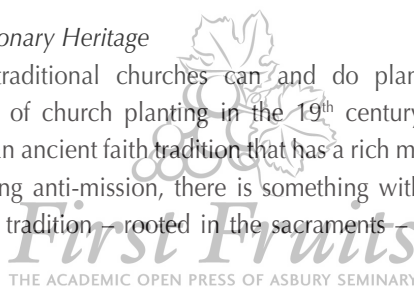 onary Heritage
traditional churches can and do plan
of church planting in the 19th century
an ancient faith tradition that has a rich m
ng anti-mission, there is something with
tradition – rooted in the sacraments –
First Fruits
THE ACADEMIC OPEN PRESS OF ASBURY SEMINARY